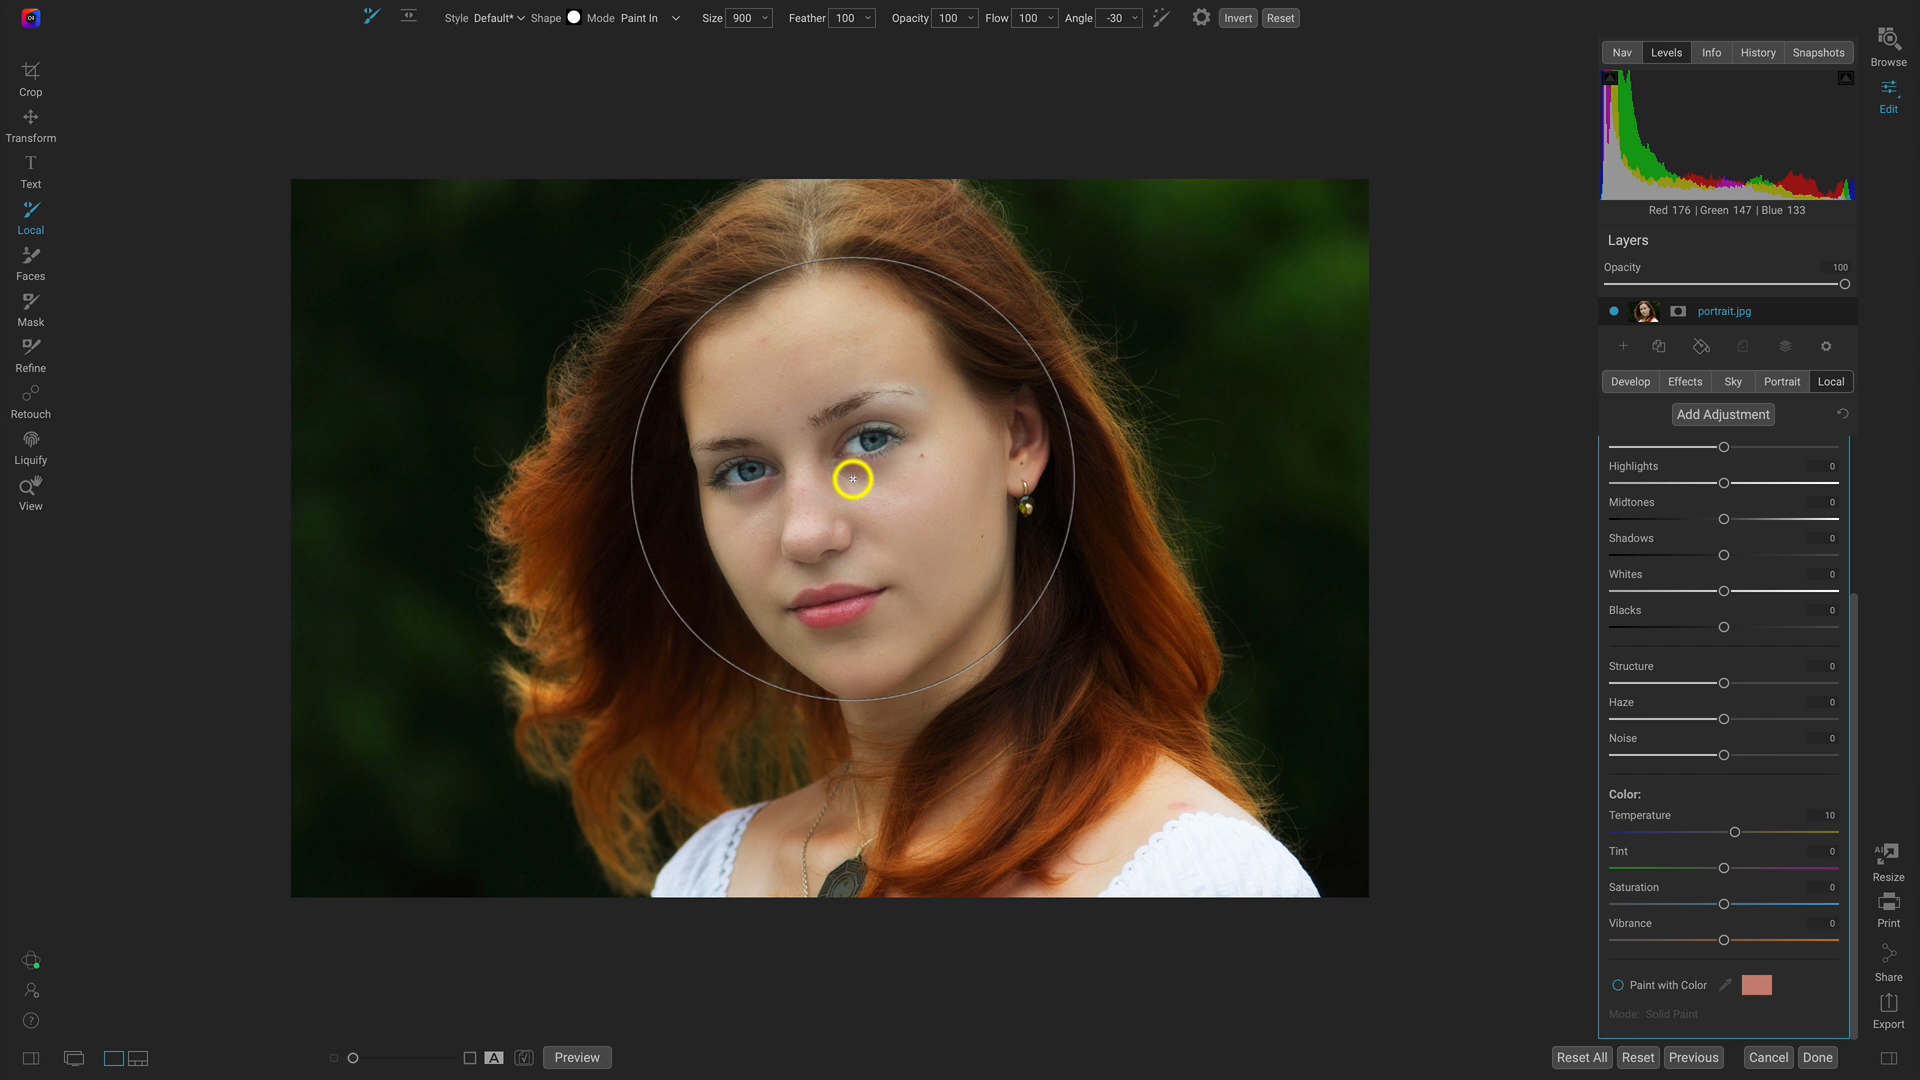 Style Default* Shape Mode Paint In Size 900 Feather 100 Opacity 100 Flow 100 Angle -30 Invert Reset
Crop
Transform
Text
Local
Faces
Mask
Refine
Retouch
Liquify
View
Nav Levels Info History Snapshots
Red 176 | Green 147 | Blue 133
Layers
Opacity 100
portrait.jpg
Develop Effects Sky Portrait Local
Add Adjustment
Highlights 0
Midtones 0
Shadows 0
Whites 0
Blacks 0
Structure 0
Haze 0
Noise 0
Color:
Temperature 10
Tint 0
Saturation 0
Vibrance 0
Paint with Color
Mode: Solid Paint
Browse
Edit
AI
Resize
Print
Share
Export
A Preview
Reset All Reset Previous Cancel Done